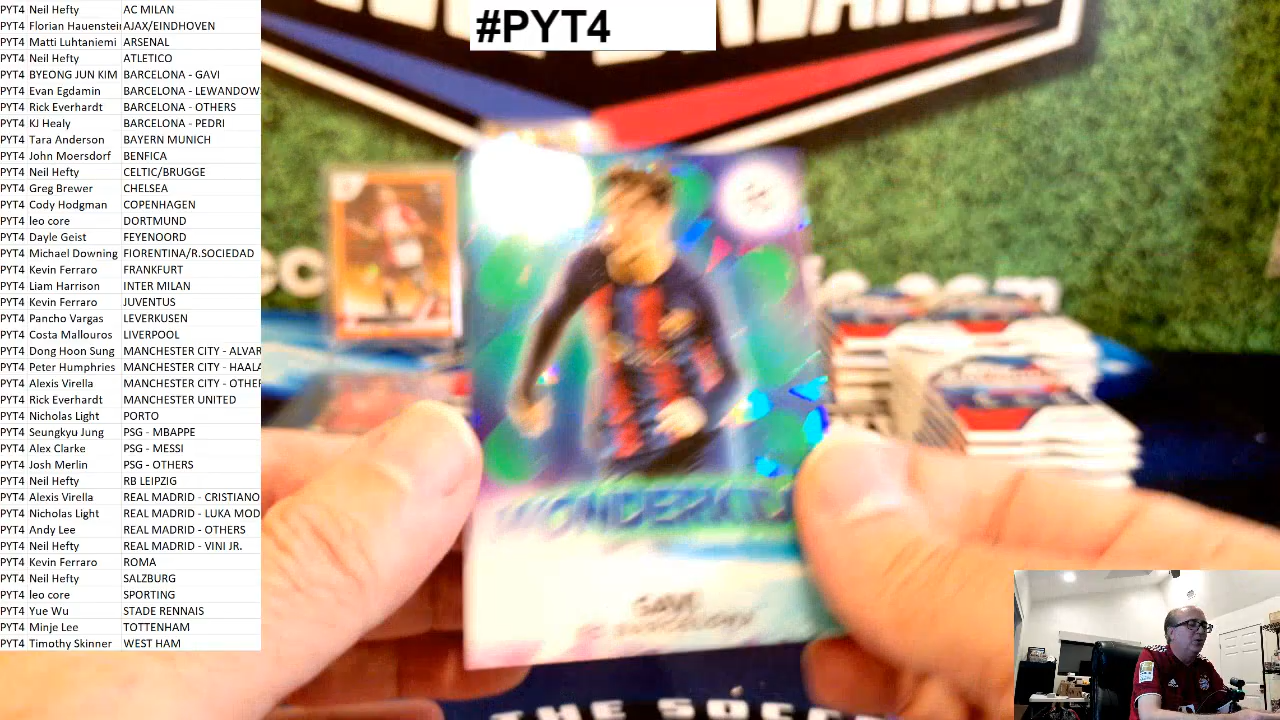 #PYT4
PYT4 Neil Hefty AC MILAN
PYT4 Florian Hauenstein AJAX/EINDHOVEN
PYT4 Matti Luhtaniemi ARSENAL
PYT4 Neil Hefty ATLETICO
PYT4 BYEONG JUN KIM BARCELONA - GAVI
PYT4 Evan Egdamin BARCELONA - LEWANDOW
PYT4 Rick Everhardt BARCELONA - OTHERS
PYT4 KJ Healy BARCELONA - PEDRI
PYT4 Tara Anderson BAYERN MUNICH
PYT4 John Moersdorf BENFICA
PYT4 Neil Hefty CELTIC/BRUGGE
PYT4 Greg Brewer CHELSEA
PYT4 Cody Hodgman COPENHAGEN
PYT4 leo core DORTMUND
PYT4 Dayle Geist FEYENOORD
PYT4 Michael Downing FIORENTINA/R.SOCIEDAD
PYT4 Kevin Ferraro FRANKFURT
PYT4 Liam Harrison INTER MILAN
PYT4 Kevin Ferraro JUVENTUS
PYT4 Pancho Vargas LEVERKUSEN
PYT4 Costa Mallouros LIVERPOOL
PYT4 Dong Hoon Sung MANCHESTER CITY - ALVAR
PYT4 Peter Humphries MANCHESTER CITY - HAALA
PYT4 Alexis Virella MANCHESTER CITY - OTHER
PYT4 Rick Everhardt MANCHESTER UNITED
PYT4 Nicholas Light PORTO
PYT4 Seungkyu Jung PSG - MBAPPE
PYT4 Alex Clarke PSG - MESSI
PYT4 Josh Merlin PSG - OTHERS
PYT4 Neil Hefty RB LEIPZIG
PYT4 Alexis Virella REAL MADRID - CRISTIANO
PYT4 Nicholas Light REAL MADRID - LUKA MOD
PYT4 Andy Lee REAL MADRID - OTHERS
PYT4 Neil Hefty REAL MADRID - VINI JR.
PYT4 Kevin Ferraro ROMA
PYT4 Neil Hefty SALZBURG
PYT4 leo core SPORTING
PYT4 Yue Wu STADE RENNAIS
PYT4 Minje Lee TOTTENHAM
PYT4 Timothy Skinner WEST HAM
WONDERKIDS
GAVI
THE SOCCE